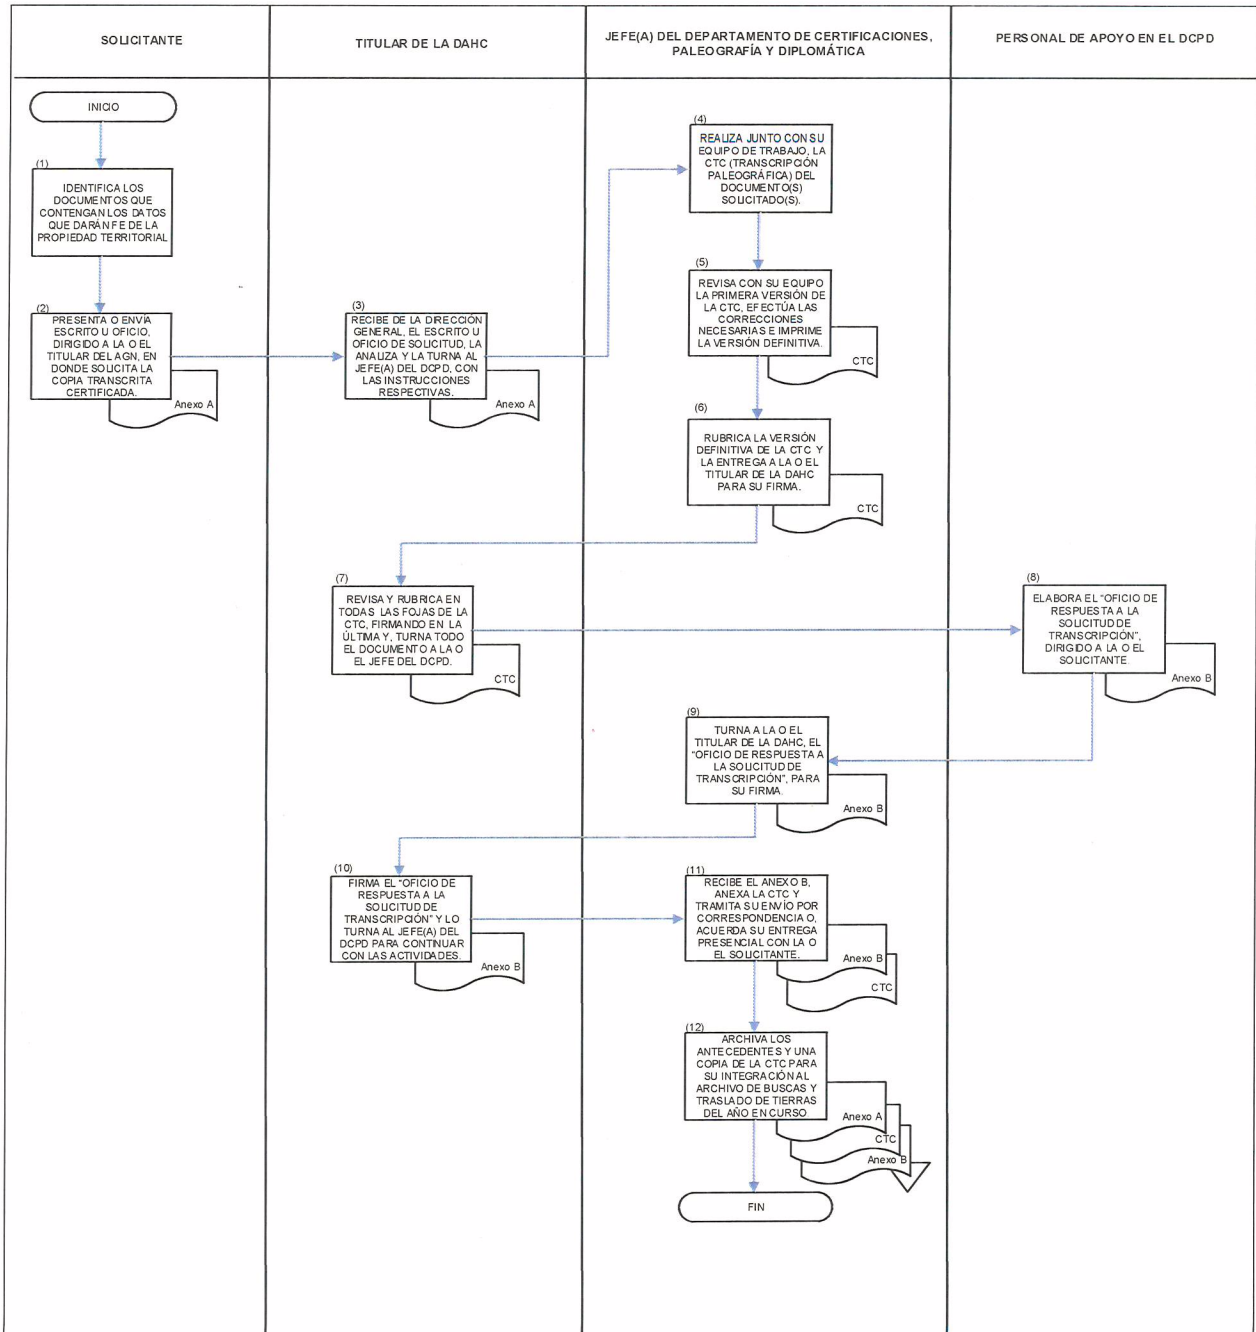 SOLICITANTE
TITULAR DE LA DAHC
JEFE(A) DEL DEPARTAMENTO DE CERTIFICACIONES,
PALEOGRAFÍA Y DIPLOMÁTICA
PERSONAL DE APOYO EN EL DCPD
INICIO
(1)
IDENTIFICA LOS
DOCUMENTOS QUE
CONTENGAN LOS DATOS
QUE DARÁN FE DE LA
PROPIEDAD TERRITORIAL
(2)
PRESENTA O ENVÍA
ESCRITO U OFICIO,
DIRIGIDO A LA O EL
TITULAR DEL AGN, EN
DONDE SOLICITA LA
COPIA TRANSCRITA
CERTIFICADA.
Anexo A
(3)
RECIBE DE LA DIRECCIÓN
GENERAL, EL ESCRITO U
OFICIO DE SOLICITUD, LA
ANALIZA Y LA TURNA AL
JEFE(A) DEL DCPD, CON
LAS INSTRUCCIONES
RESPECTIVAS.
Anexo A
(4)
REALIZA JUNTO CON SU
EQUIPO DE TRABAJO, LA
CTC (TRANSCRIPCIÓN
PALEOGRÁFICA) DEL
DOCUMENTO(S)
SOLICITADO(S).
(5)
REVISA CON SU EQUIPO
LA PRIMERA VERSIÓN DE
LA CTC, EFECTÚA LAS
CORRECCIONES
NECESARIAS E IMPRIME
LA VERSIÓN DEFINITIVA.
CTC
(6)
RUBRICA LA VERSIÓN
DEFINITIVA DE LA CTC Y
LA ENTREGA A LA O EL
TITULAR DE LA DAHC
PARA SU FIRMA.
CTC
(7)
REVISA Y RUBRICA EN
TODAS LAS FOJAS DE LA
CTC, FIRMANDO EN LA
ÚLTIMA Y, TURNA TODO
EL DOCUMENTO A LA O
EL JEFE DEL DCPD.
CTC
(8)
ELABORA EL "OFICIO DE
RESPUESTA A LA
SOLICITUD DE
TRANSCRIPCIÓN",
DIRIGIDO A LA O EL
SOLICITANTE.
Anexo B
(9)
TURNA A LA O EL
TITULAR DE LA DAHC, EL
"OFICIO DE RESPUESTA A
LA SOLICITUD DE
TRANSCRIPCIÓN", PARA
SU FIRMA.
Anexo B
(10)
FIRMA EL "OFICIO DE
RESPUESTA A LA
SOLICITUD DE
TRANSCRIPCIÓN" Y LO
TURNA AL JEFE(A) DEL
DCPD PARA CONTINUAR
CON LAS ACTIVIDADES.
Anexo B
(11)
RECIBE EL ANEXO B,
ANEXA LA CTC Y
TRAMITA SU ENVÍO POR
CORRESPONDENCIA O,
ACUERDA SU ENTREGA
PRESENCIAL CON LA O
EL SOLICITANTE.
Anexo B
CTC
(12)
ARCHIVA LOS
ANTECEDENTES Y UNA
COPIA DE LA CTC PARA
SU INTEGRACIÓN AL
ARCHIVO DE BUSCAS Y
TRASLADO DE TIERRAS
DEL AÑO EN CURSO
Anexo A
CTC
Anexo B
FIN